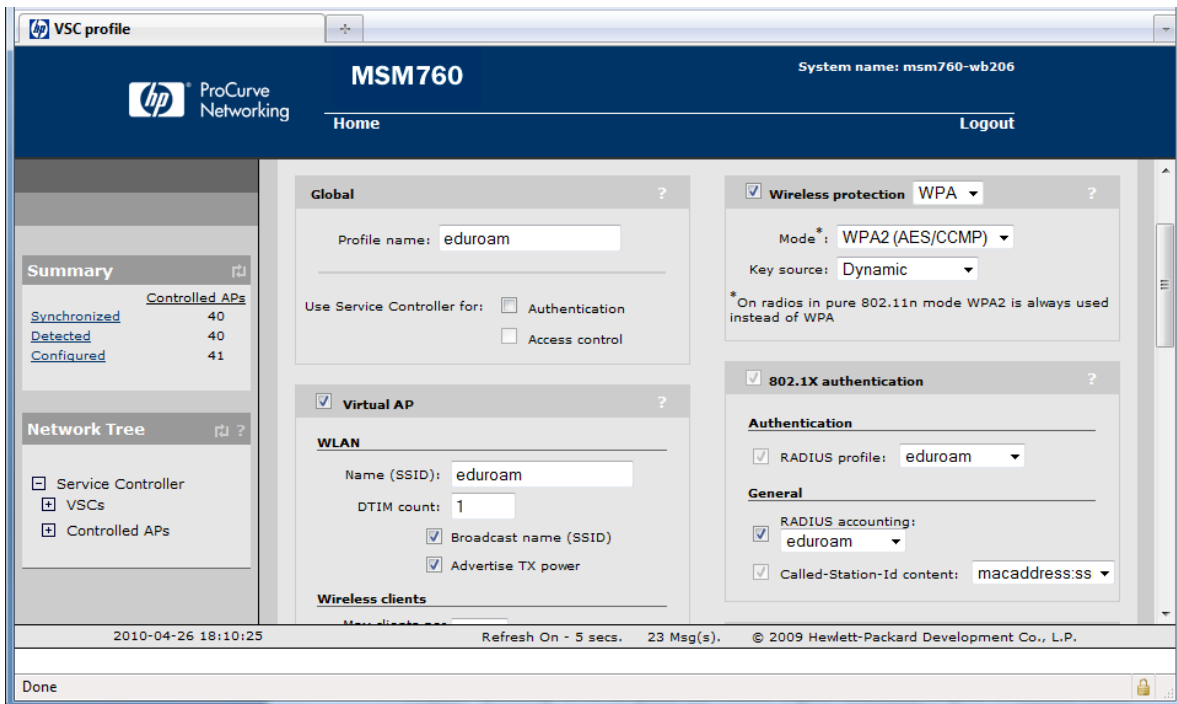 VSC profile
hp
ProCurve
Networking
MSM760
System name: msm760-wb206
Home
Logout
Summary
Controlled APs
Synchronized 40
Detected 40
Configured 41
Network Tree ?
Service Controller
VSCs
Controlled APs
Global ?
Profile name: eduroam
Use Service Controller for: Authentication
Access control
Virtual AP ?
WLAN
Name (SSID): eduroam
DTIM count: 1
Broadcast name (SSID)
Advertise TX power
Wireless clients
Wireless protection WPA ?
Mode*: WPA2 (AES/CCMP)
Key source: Dynamic
*On radios in pure 802.11n mode WPA2 is always used
instead of WPA
802.1X authentication ?
Authentication
RADIUS profile: eduroam
General
RADIUS accounting:
eduroam
Called-Station-Id content: macaddress:ss
2010-04-26 18:10:25
Refresh On - 5 secs. 23 Msg(s). © 2009 Hewlett-Packard Development Co., L.P.
Done